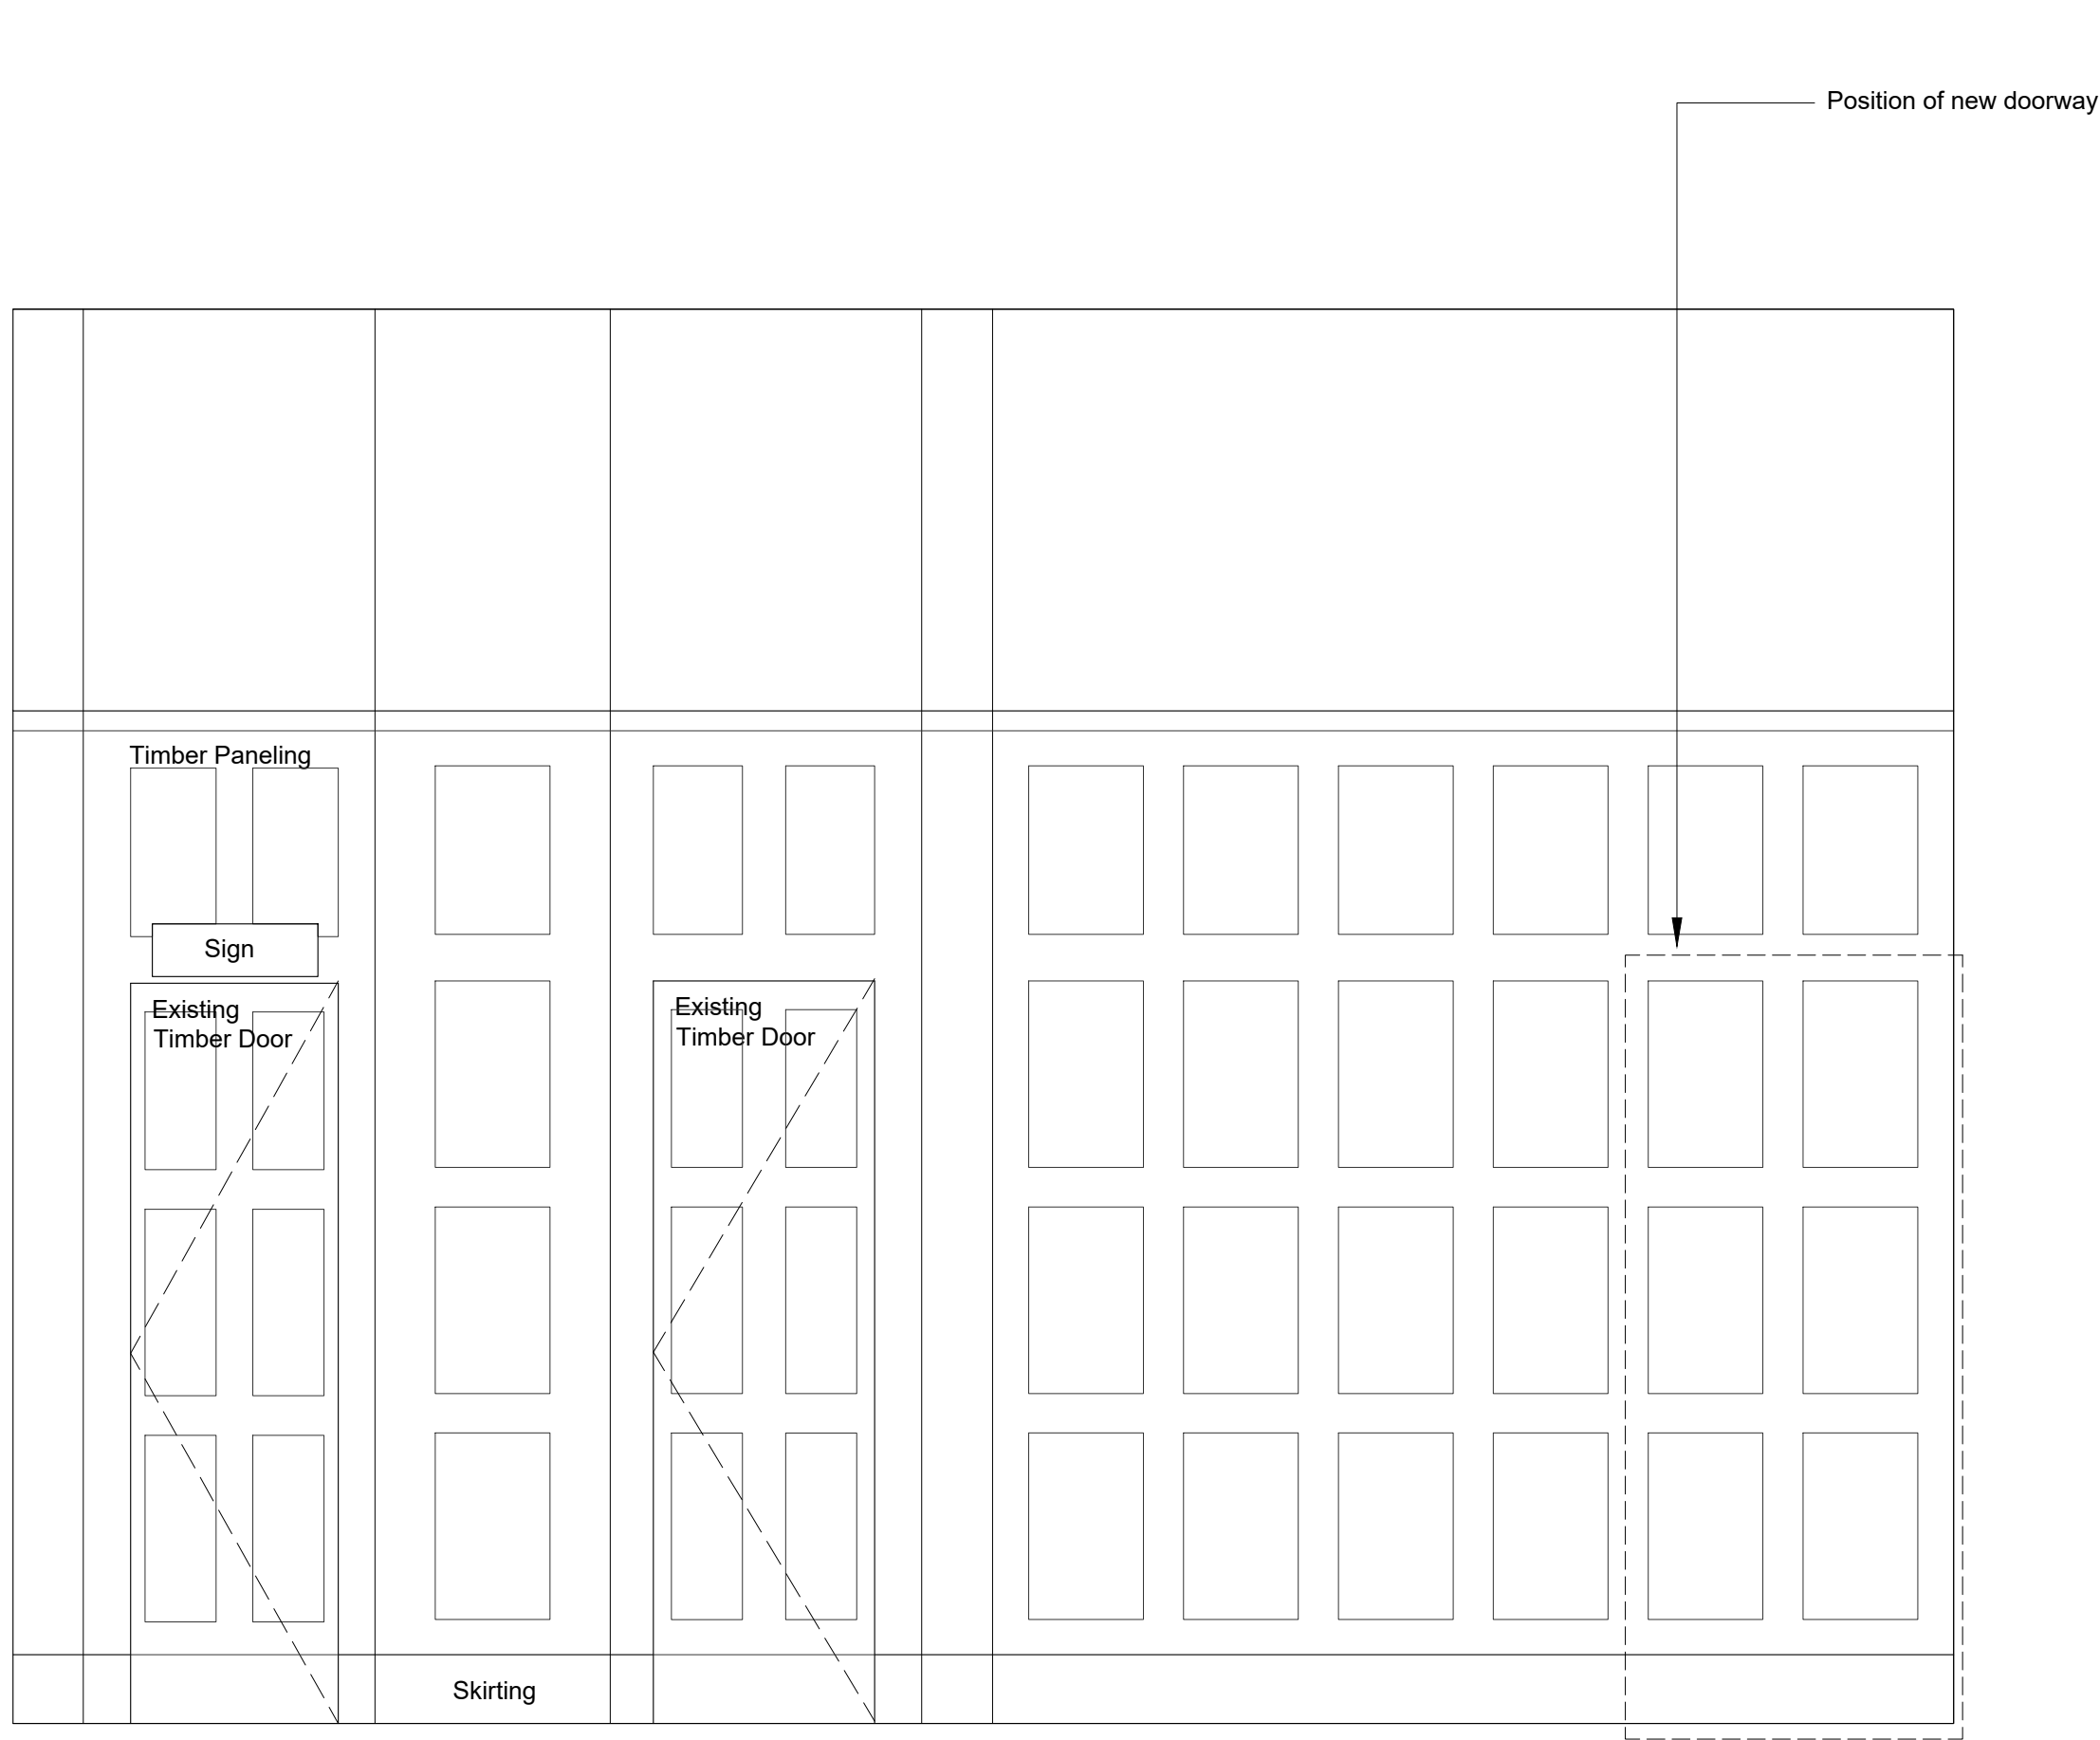 Position of new doorway
Timber Paneling
Sign
Existing
Timber Door
Existing
Timber Door
Skirting